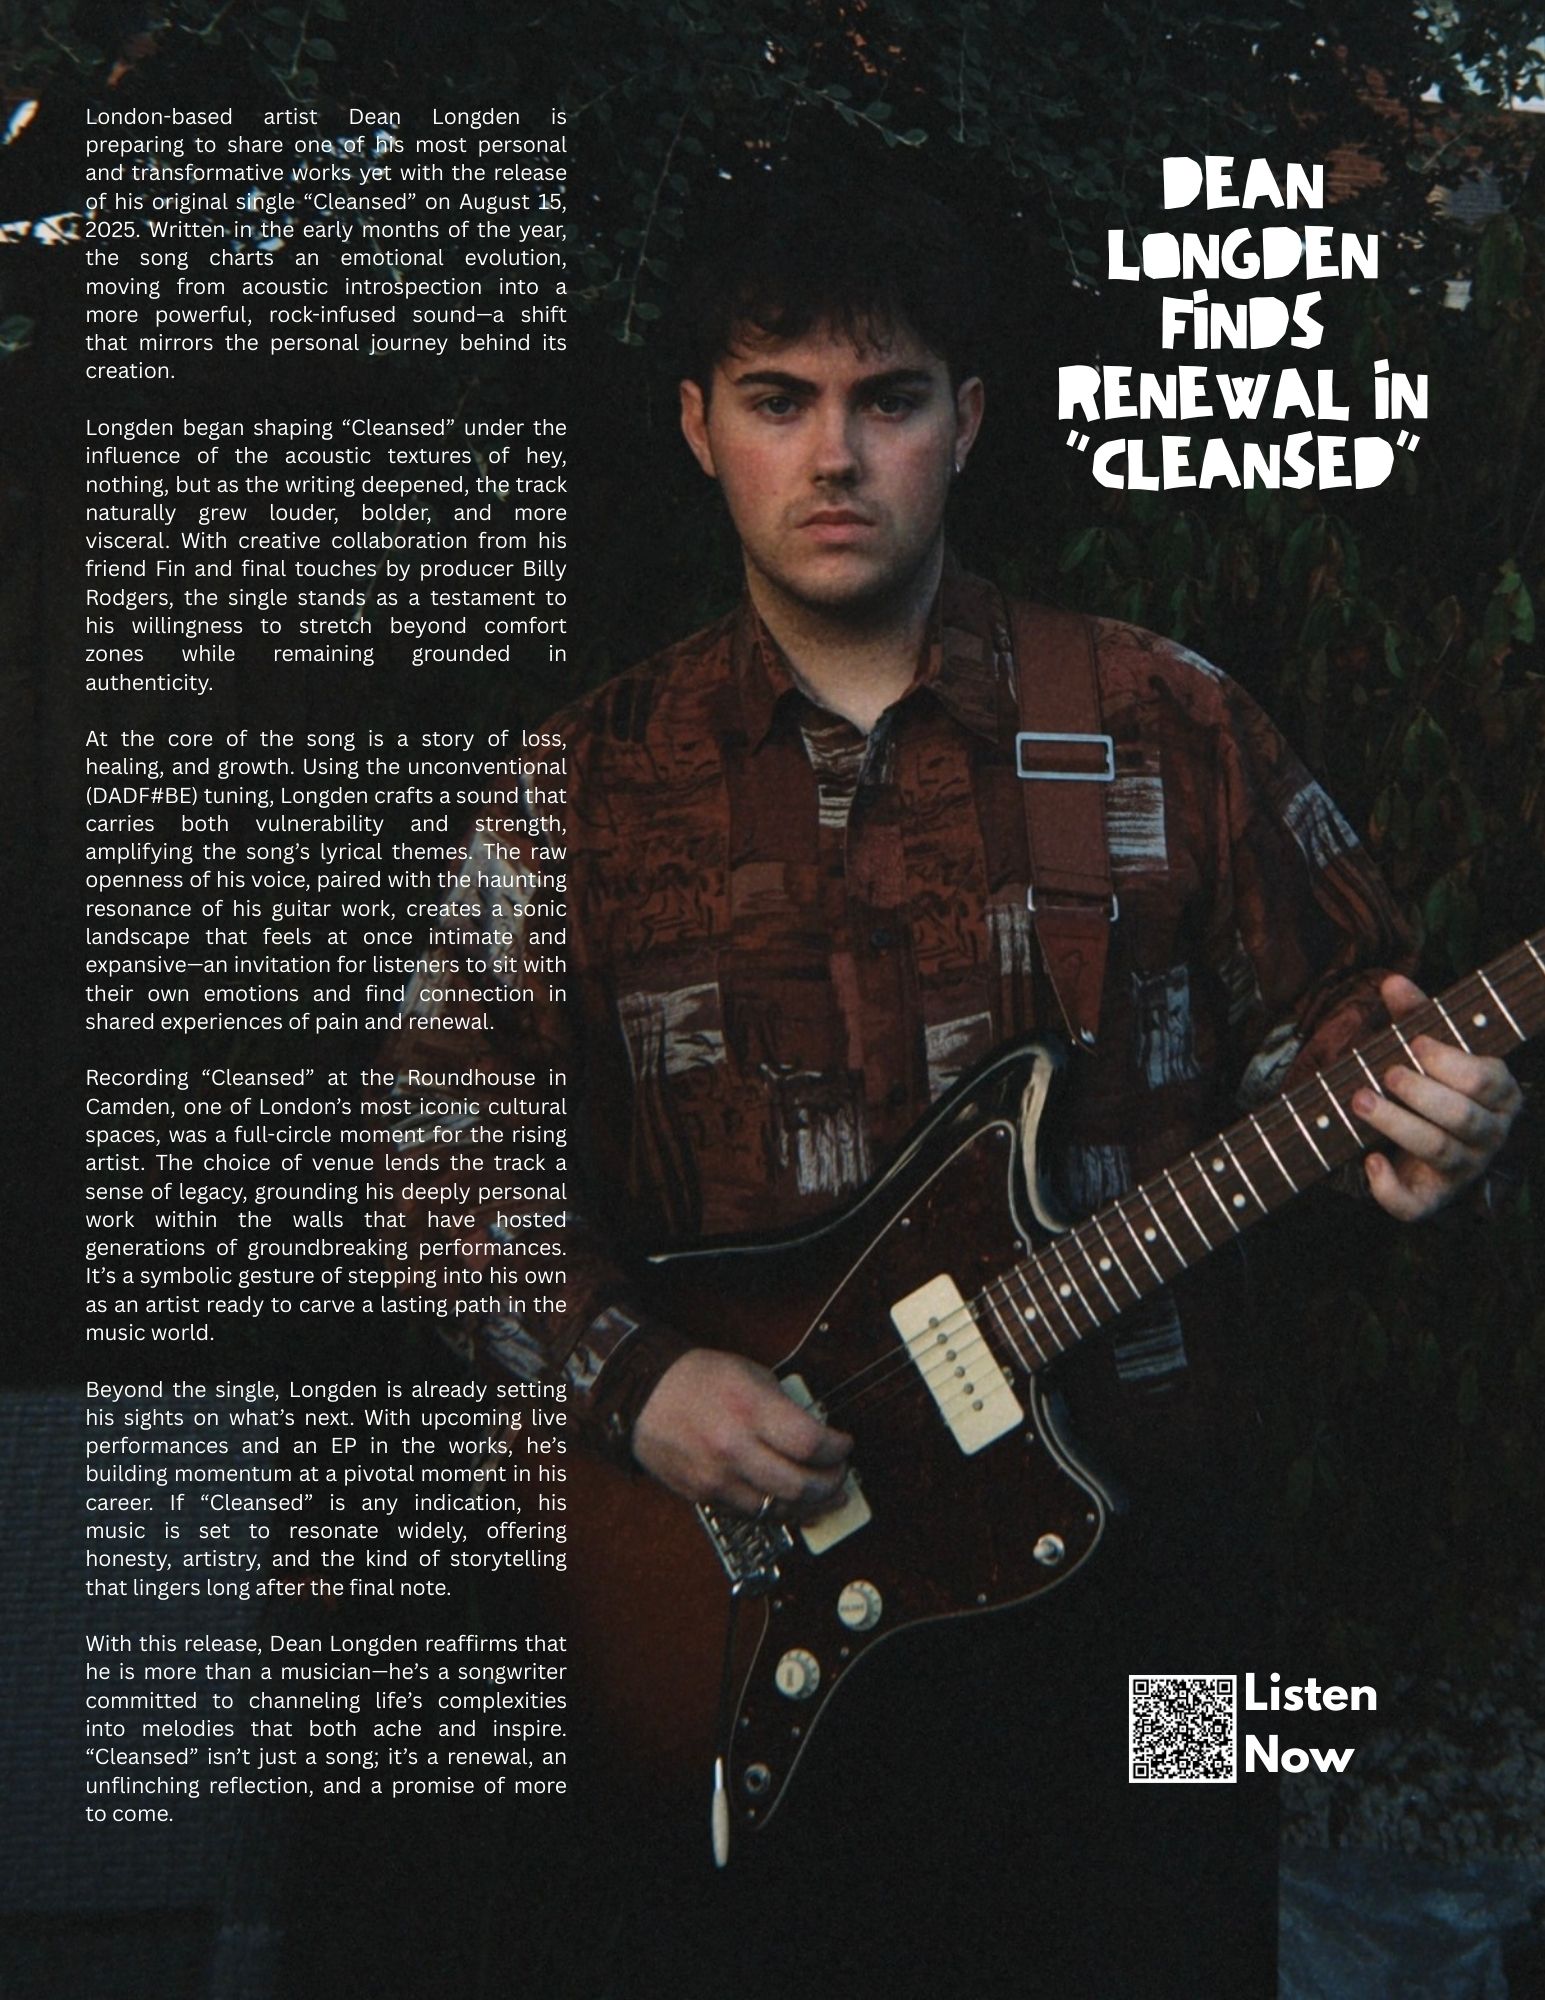 London-based artist Dean Longden is
preparing to share one of his most personal
and transformative works yet with the release
of his original single “Cleansed” on August 15,
2025. Written in the early months of the year,
the song charts an emotional evolution,
moving from acoustic introspection into a
more powerful, rock-infused sound—a shift
that mirrors the personal journey behind its
creation.
Longden began shaping “Cleansed” under the
influence of the acoustic textures of hey,
nothing, but as the writing deepened, the track
naturally grew louder, bolder, and more
visceral. With creative collaboration from his
friend Fin and final touches by producer Billy
Rodgers, the single stands as a testament to
his willingness to stretch beyond comfort
zones while remaining grounded in
authenticity.
At the core of the song is a story of loss,
healing, and growth. Using the unconventional
(DADF#BE) tuning, Longden crafts a sound that
carries both vulnerability and strength,
amplifying the song’s lyrical themes. The raw
openness of his voice, paired with the haunting
resonance of his guitar work, creates a sonic
landscape that feels at once intimate and
expansive—an invitation for listeners to sit with
their own emotions and find connection in
shared experiences of pain and renewal.
Recording “Cleansed” at the Roundhouse in
Camden, one of London’s most iconic cultural
spaces, was a full-circle moment for the rising
artist. The choice of venue lends the track a
sense of legacy, grounding his deeply personal
work within the walls that have hosted
generations of groundbreaking performances.
It’s a symbolic gesture of stepping into his own
as an artist ready to carve a lasting path in the
music world.
Beyond the single, Longden is already setting
his sights on what’s next. With upcoming live
performances and an EP in the works, he’s
building momentum at a pivotal moment in his
career. If “Cleansed” is any indication, his
music is set to resonate widely, offering
honesty, artistry, and the kind of storytelling
that lingers long after the final note.
With this release, Dean Longden reaffirms that
he is more than a musician—he’s a songwriter
committed to channeling life’s complexities
into melodies that both ache and inspire.
“Cleansed” isn’t just a song; it’s a renewal, an
unflinching reflection, and a promise of more
to come.
DEAN
LONGDEN
FiNDS
RENEWAL iN
“CLEANSED”
Listen
Now